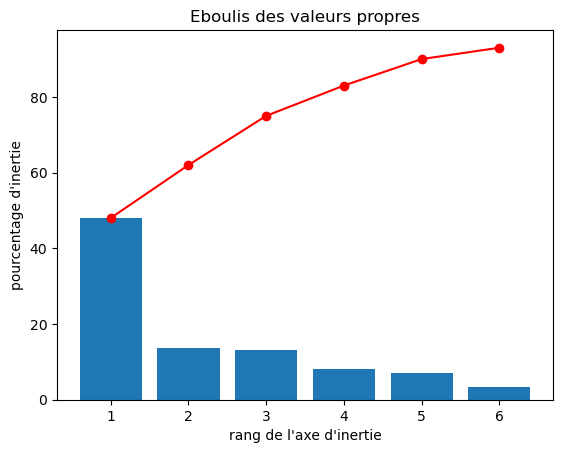 Eboulis des valeurs propres
pourcentage d'inertie
80
60
40
20
0
1 2 3 4 5 6
rang de l'axe d'inertie